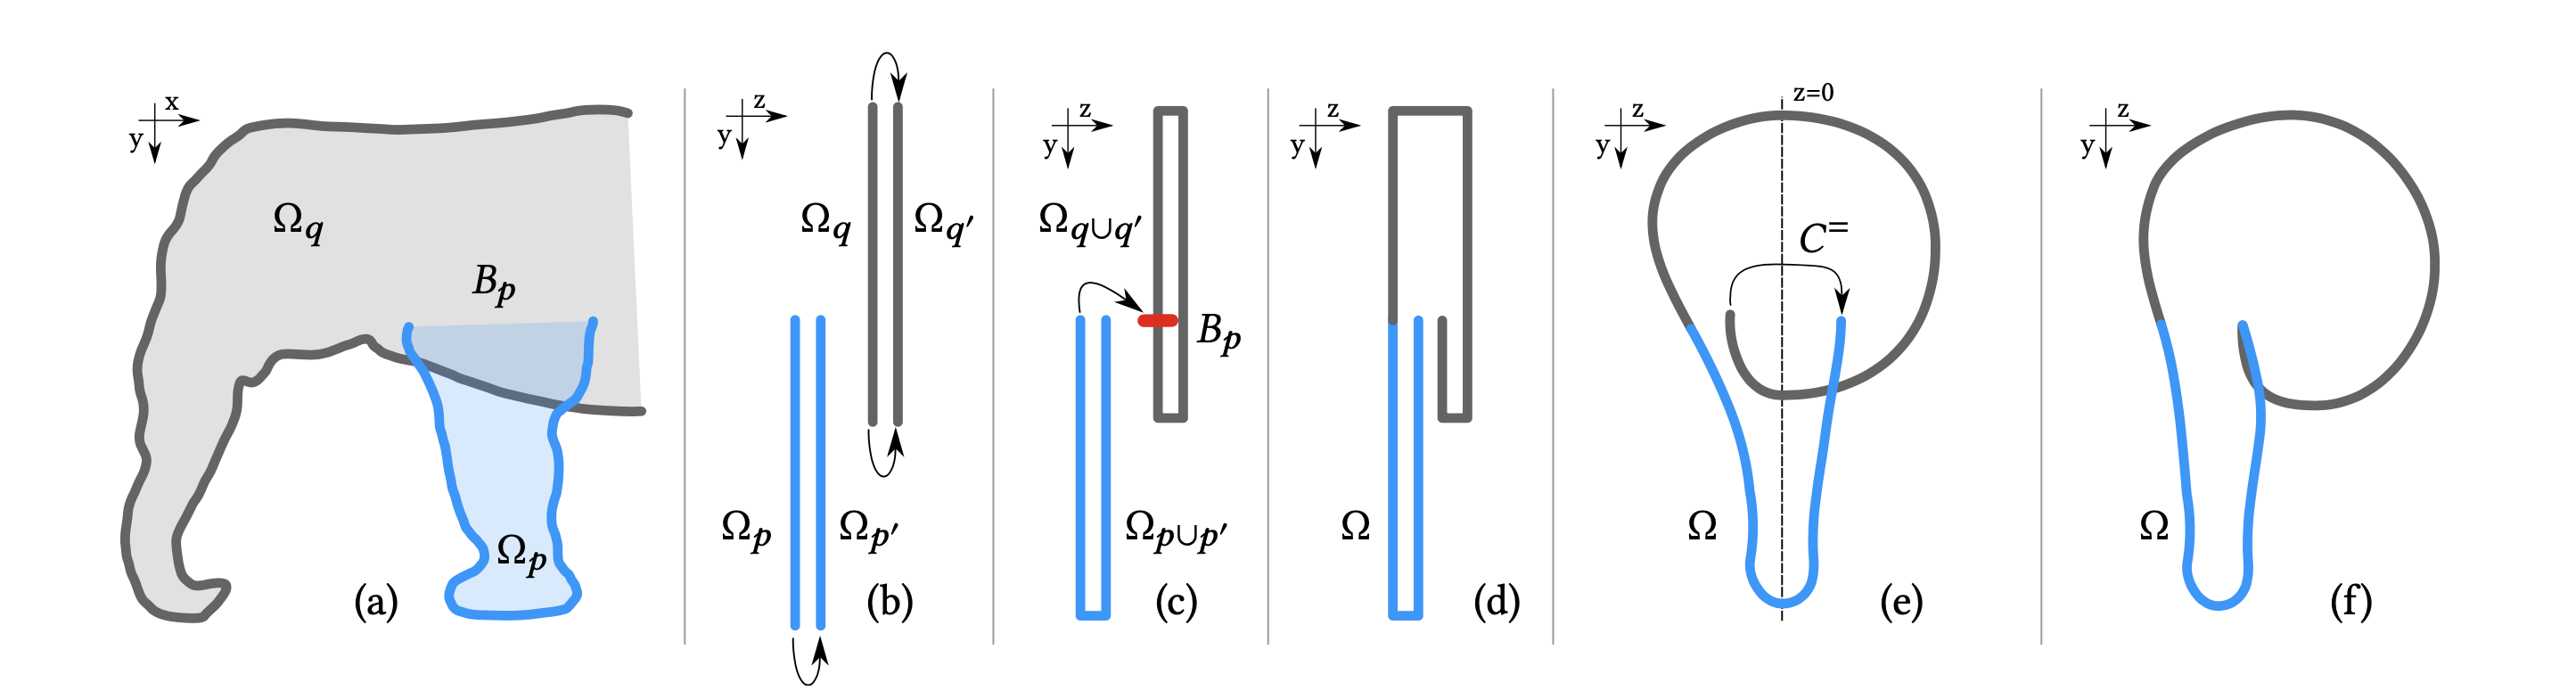 x
y
Ω_q
B_p
Ω_p
(a)
z
y
Ω_q Ω_q′
Ω_p Ω_p′
(b)
z
y
Ω_q∪q′
B_p
Ω_p∪p′
(c)
z
y
Ω
(d)
z=0
z
y
C⁼
Ω
(e)
z
y
Ω
(f)